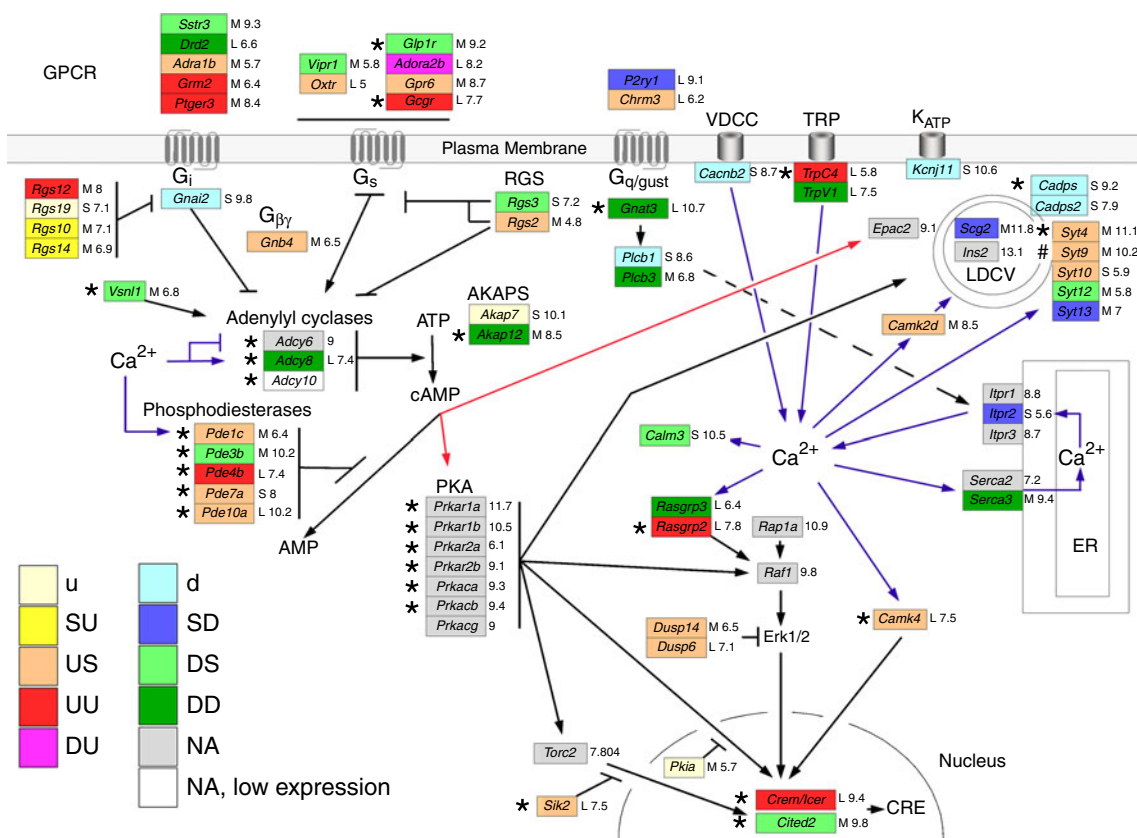 GPCR
Sstr3 M 9.3
Drd2 L 6.6
Adra1b M 5.7
Grm2 M 6.4
Ptger3 M 8.4
Vipr1 M 5.8
Oxtr L 5
* Glp1r M 9.2
Adora2b L 8.2
Gpr6 M 8.7
* Gcgr L 7.7
P2ry1 L 9.1
Chrm3 L 6.2
VDCC
TRP
KATP
Plasma Membrane
Cacnb2 S 8.7
* TrpC4 L 5.8
TrpV1 L 7.5
Kcnj11 S 10.6
Gi
Gnai2 S 9.8
Gs
RGS
Rgs3 S 7.2
Rgs2 M 4.8
Gq/gust
* Gnat3 L 10.7
Plcb1 S 8.6
Plcb3 M 6.8
Rgs12 M 8
Rgs19 S 7.1
Rgs10 M 7.1
Rgs14 M 6.9
Gβγ
Gnb4 M 6.5
Epac2 9.1
* Cadps S 9.2
Cadps2 S 7.9
Scg2 M11.8
Ins2 13.1
LDCV
* Syt4 M 11.1
# Syt9 M 10.2
Syt10 S 5.9
Syt12 M 5.8
Syt13 M 7
* Vsnl1 M 6.8
Adenylyl cyclases
* Adcy6 9
* Adcy8 L 7.4
* Adcy10
Ca2+
ATP
cAMP
AKAPS
Akap7 S 10.1
* Akap12 M 8.5
Camk2d M 8.5
Phosphodiesterases
* Pde1c M 6.4
* Pde3b M 10.2
* Pde4b L 7.4
* Pde7a S 8
* Pde10a L 10.2
AMP
PKA
* Prkar1a 11.7
* Prkar1b 10.5
* Prkar2a 6.1
* Prkar2b 9.1
* Prkaca 9.3
* Prkacb 9.4
Prkacg 9
Calm3 S 10.5
Ca2+
Itpr1 8.8
Itpr2 S 5.6
Itpr3 8.7
Ca2+
Serca2 7.2
Serca3 M 9.4
ER
Rasgrp3 L 6.4
* Rasgrp2 L 7.8
Rap1a 10.9
Raf1 9.8
Dusp14 M 6.5
Dusp6 L 7.1
Erk1/2
* Camk4 L 7.5
Torc2 7.804
Pkia M 5.7
* Sik2 L 7.5
Nucleus
* Crem/Icer L 9.4
* Cited2 M 9.8
CRE
u
SU
US
UU
DU
d
SD
DS
DD
NA
NA, low expression